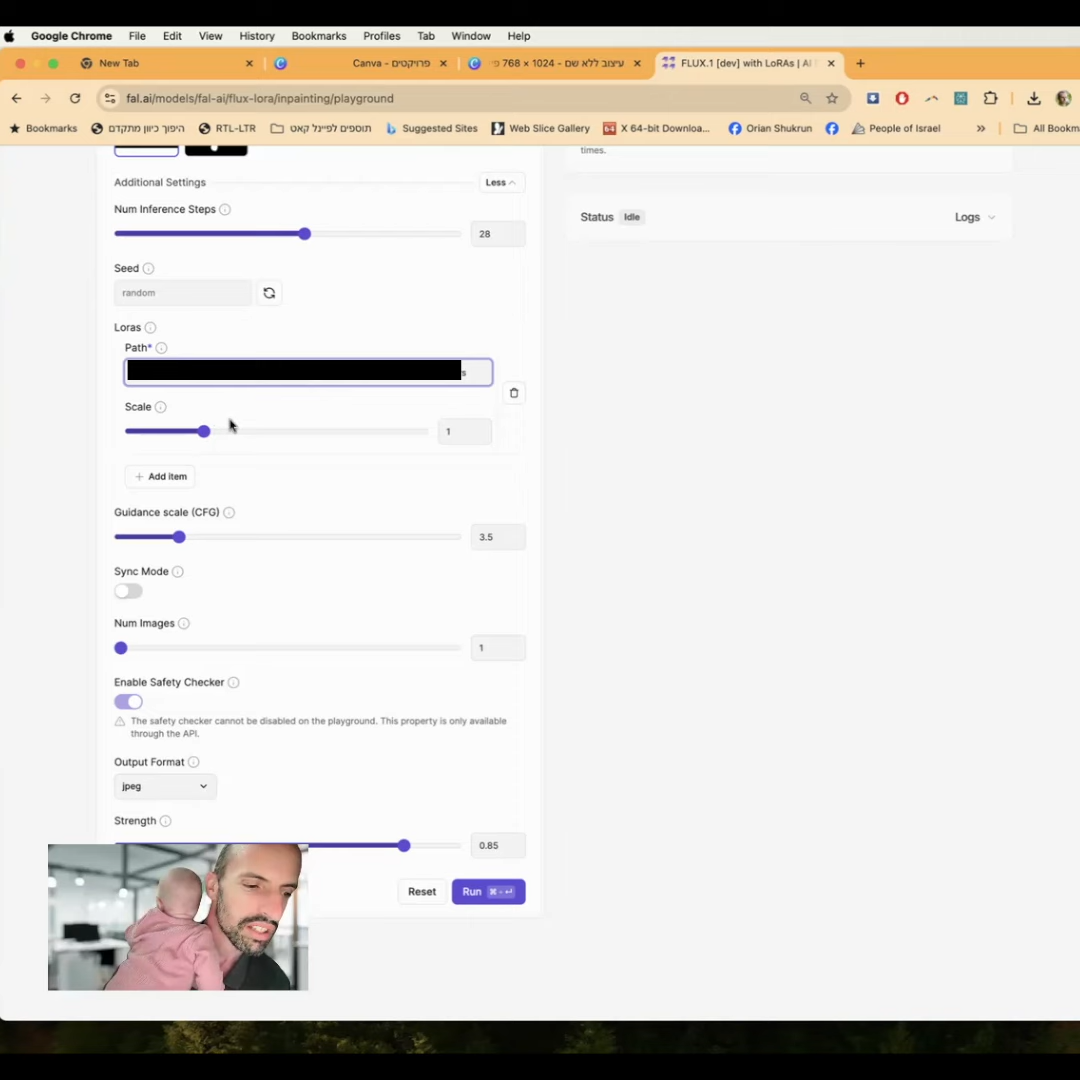 Google Chrome File Edit View History Bookmarks Profiles Tab Window Help
New Tab
Canva - פרויקטים
עיצוב ללא שם - 1024 × 768
FLUX.1 [dev] with LoRAs | AI
fal.ai/models/fal-ai/flux-lora/inpainting/playground
Bookmarks
היפוך כיוון מתקדם
RTL-LTR
תוספים לפיינל קאט
Suggested Sites
Web Slice Gallery
X 64-bit Downloa...
Orian Shukrun
People of Israel
»
All Bookm
times.
Additional Settings
Less
Status Idle
Logs
Num Inference Steps
28
Seed
random
Loras
Path*
s
Scale
1
+ Add item
Guidance scale (CFG)
3.5
Sync Mode
Num Images
1
Enable Safety Checker
The safety checker cannot be disabled on the playground. This property is only available
through the API.
Output Format
jpeg
Strength
0.85
Reset
Run ⌘-↵